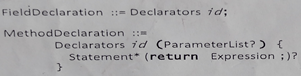 FieldDeclaration ::= Declarators id;
MethodDeclaration ::=
Declarators id (ParameterList? ) {
Statement* (return Expression ;)?
}